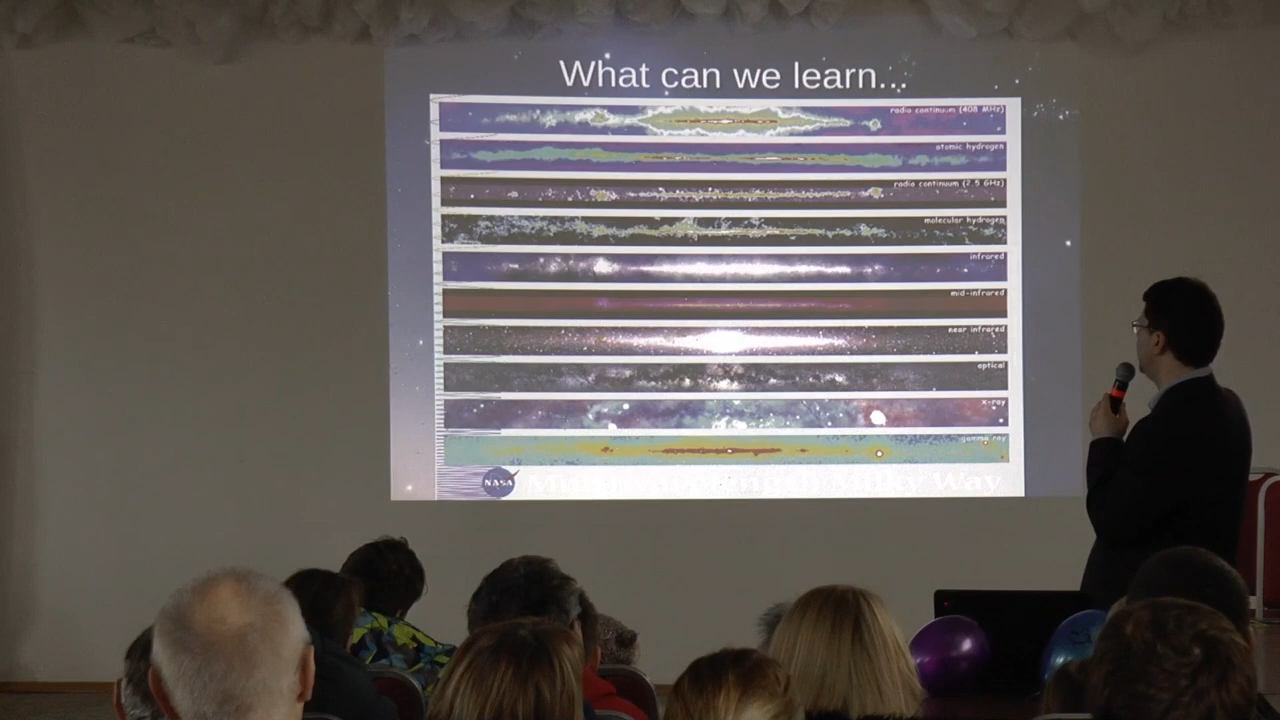 What can we learn...
radio continuum (408 MHz)
atomic hydrogen
radio continuum (2.5 GHz)
molecular hydrogen
infrared
mid-infrared
near infrared
optical
x-ray
gamma ray
NASA
Multiwavelength Milky Way